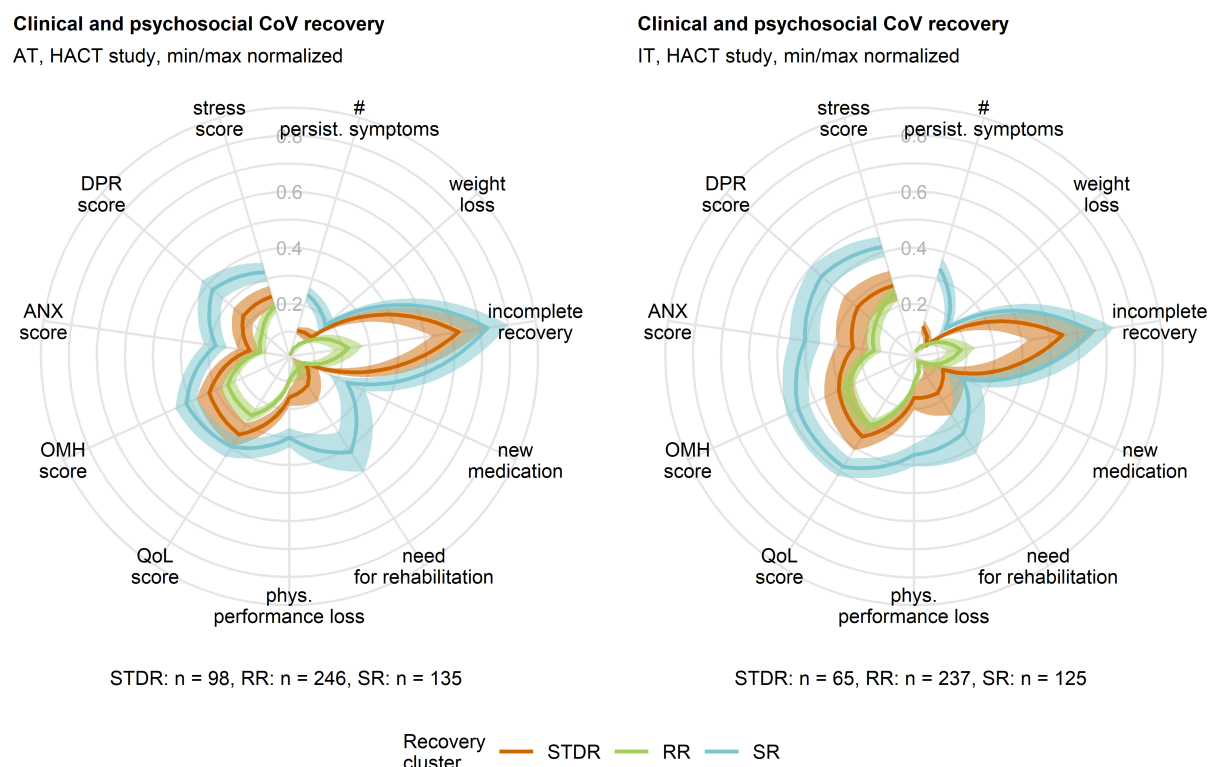 Clinical and psychosocial CoV recovery
AT, HACT study, min/max normalized
stress
score
#
persist. symptoms
weight
loss
incomplete
recovery
new
medication
need
for rehabilitation
phys.
performance loss
QoL
score
OMH
score
ANX
score
DPR
score
0.8
0.6
0.4
0.2
STDR: n = 98, RR: n = 246, SR: n = 135
Clinical and psychosocial CoV recovery
IT, HACT study, min/max normalized
stress
score
#
persist. symptoms
weight
loss
incomplete
recovery
new
medication
need
for rehabilitation
phys.
performance loss
QoL
score
OMH
score
ANX
score
DPR
score
0.8
0.6
0.4
0.2
STDR: n = 65, RR: n = 237, SR: n = 125
Recovery
cluster
STDR
RR
SR